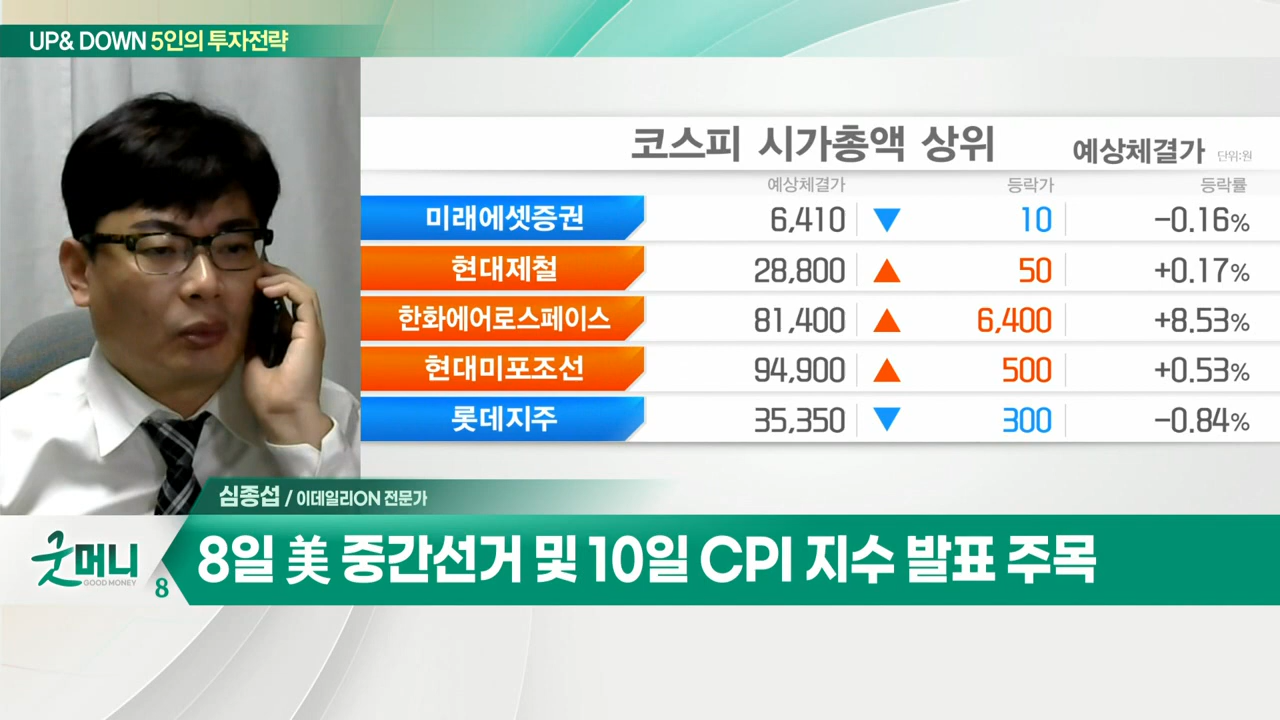 UP& DOWN 5인의 투자전략
코스피 시가총액 상위 예상체결가 단위:원
예상체결가 등락가 등락률
미래에셋증권 6,410 ▼ 10 -0.16%
현대제철 28,800 ▲ 50 +0.17%
한화에어로스페이스 81,400 ▲ 6,400 +8.53%
현대미포조선 94,900 ▲ 500 +0.53%
롯데지주 35,350 ▼ 300 -0.84%
심종섭 / 이데일리ON 전문가
8일 美 중간선거 및 10일 CPI 지수 발표 주목
굿머니
GOOD MONEY
8